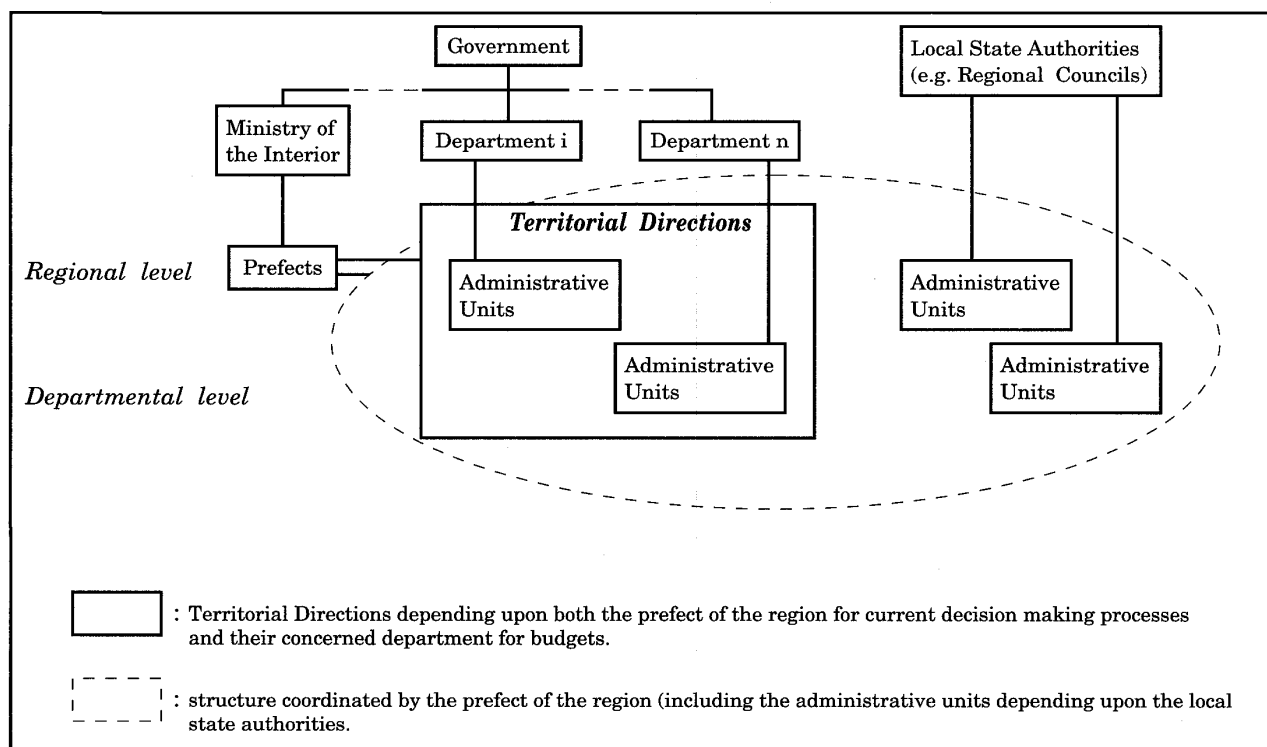 Government
Local State Authorities
(e.g. Regional Councils)
Ministry of
the Interior
Department i
Department n
Territorial Directions
Regional level
Prefects
Administrative
Units
Administrative
Units
Administrative
Units
Administrative
Units
Departmental level
: Territorial Directions depending upon both the prefect of the region for current decision making processes
and their concerned department for budgets.
: structure coordinated by the prefect of the region (including the administrative units depending upon the local
state authorities.